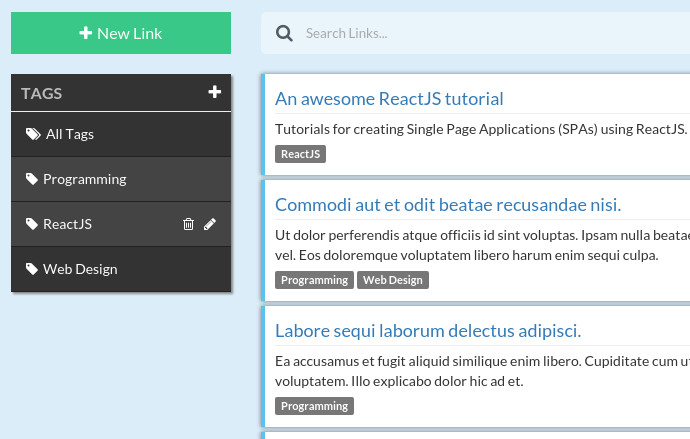 New Link
Search Links...
TAGS
All Tags
Programming
ReactJS
Web Design
An awesome ReactJS tutorial
Tutorials for creating Single Page Applications (SPAs) using ReactJS.
ReactJS
Commodi aut et odit beatae recusandae nisi.
Ut dolor perferendis atque officiis id sint voluptas. Ipsam nulla beatae
vel. Eos doloremque voluptatem libero harum enim sequi culpa.
Programming Web Design
Labore sequi laborum delectus adipisci.
Ea accusamus et fugit aliquid similique enim libero. Cupiditate cum
voluptatem. Illo explicabo dolor hic ad et.
Programming